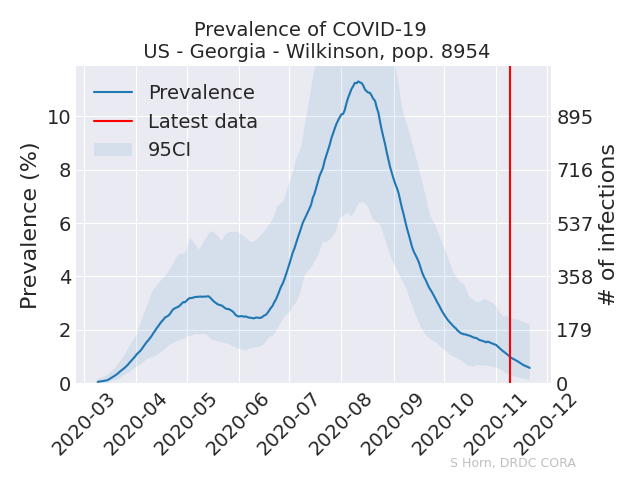 Prevalence of COVID-19
US - Georgia - Wilkinson, pop. 8954
Prevalence
Latest data
95CI
Prevalence (%)
10
8
6
4
2
0
895
716
537
358
179
0
# of infections
2020-03
2020-04
2020-05
2020-06
2020-07
2020-08
2020-09
2020-10
2020-11
2020-12
S Horn, DRDC CORA